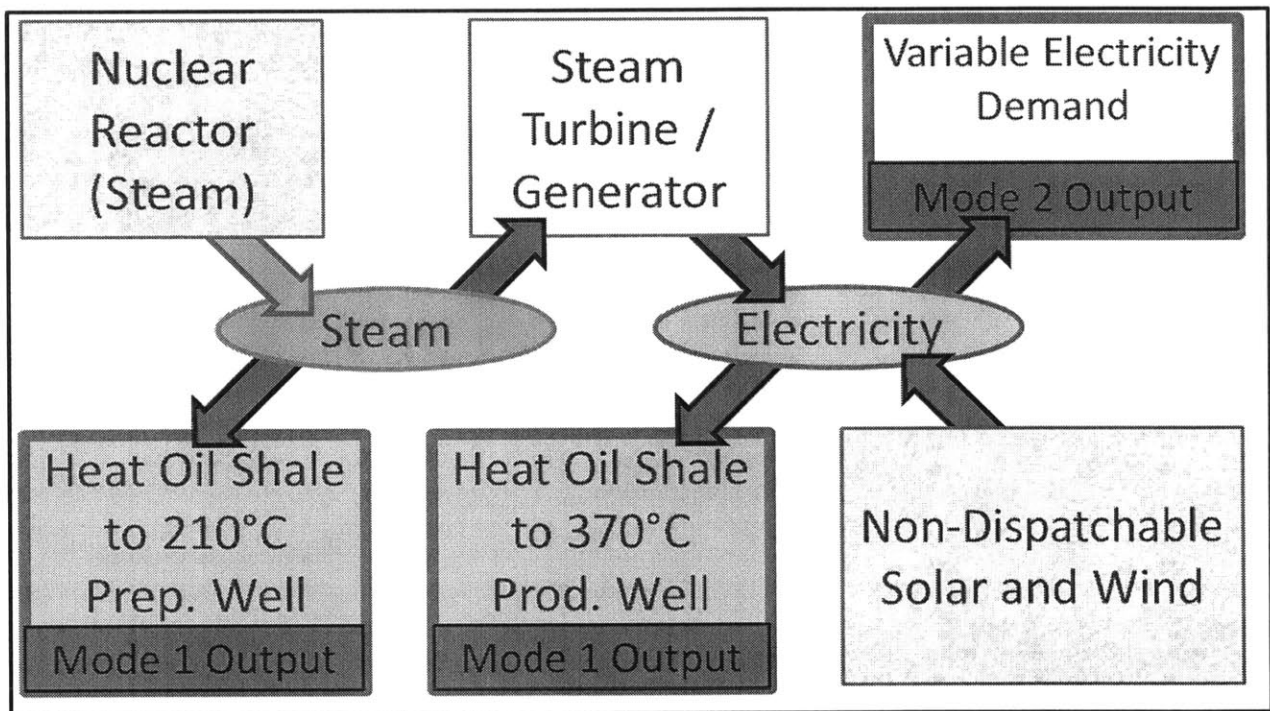 Nuclear
Reactor
(Steam)
Steam
Turbine /
Generator
Variable Electricity
Demand
Mode 2 Output
Steam
Electricity
Heat Oil Shale
to 210°C
Prep. Well
Mode 1 Output
Heat Oil Shale
to 370°C
Prod. Well
Mode 1 Output
Non-Dispatchable
Solar and Wind